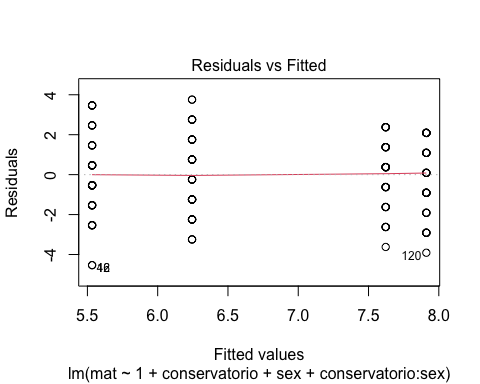 Residuals vs Fitted
Residuals
4
2
0
-2
-4
120
5.5 6.0 6.5 7.0 7.5 8.0
Fitted values
lm(mat ~ 1 + conservatorio + sex + conservatorio:sex)